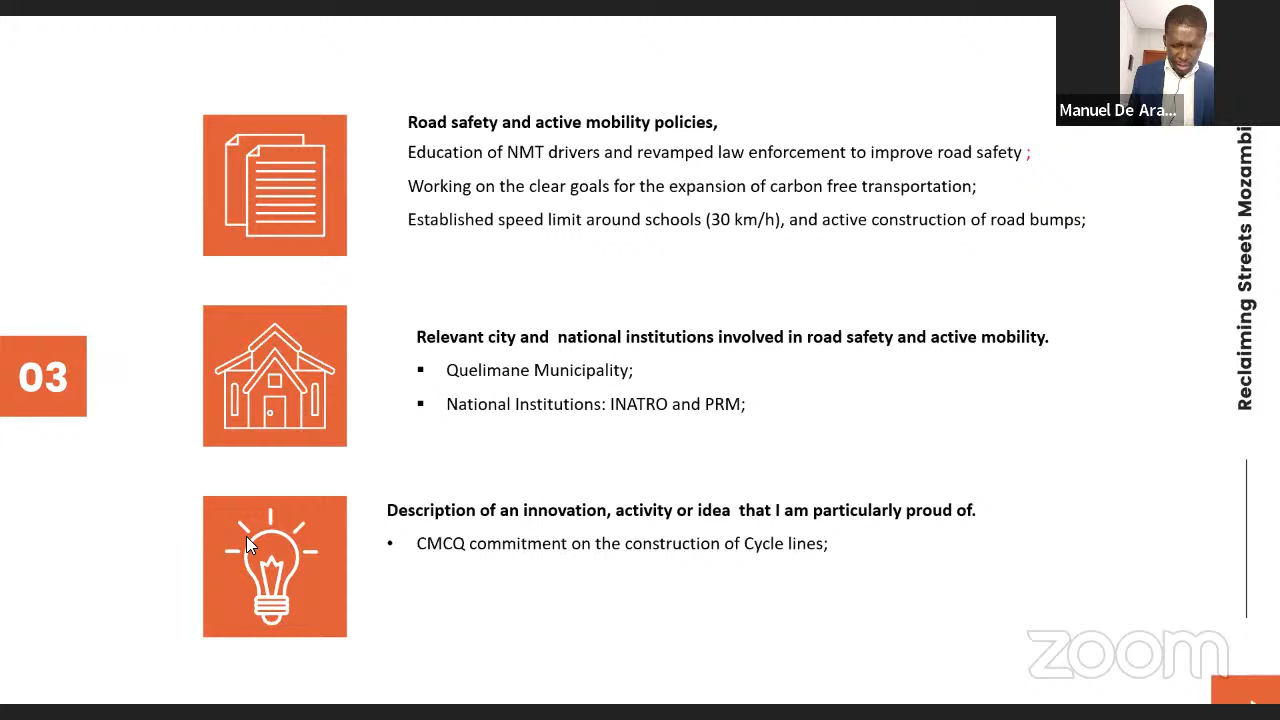 Manuel De Ara...
Road safety and active mobility policies,
Education of NMT drivers and revamped law enforcement to improve road safety ;
Working on the clear goals for the expansion of carbon free transportation;
Established speed limit around schools (30 km/h), and active construction of road bumps;
Relevant city and  national institutions involved in road safety and active mobility.
▪ Quelimane Municipality;
▪ National Institutions: INATRO and PRM;
03
Description of an innovation, activity or idea  that I am particularly proud of.
• CMCQ commitment on the construction of Cycle lines;
Reclaiming Streets Mozambi
zoom